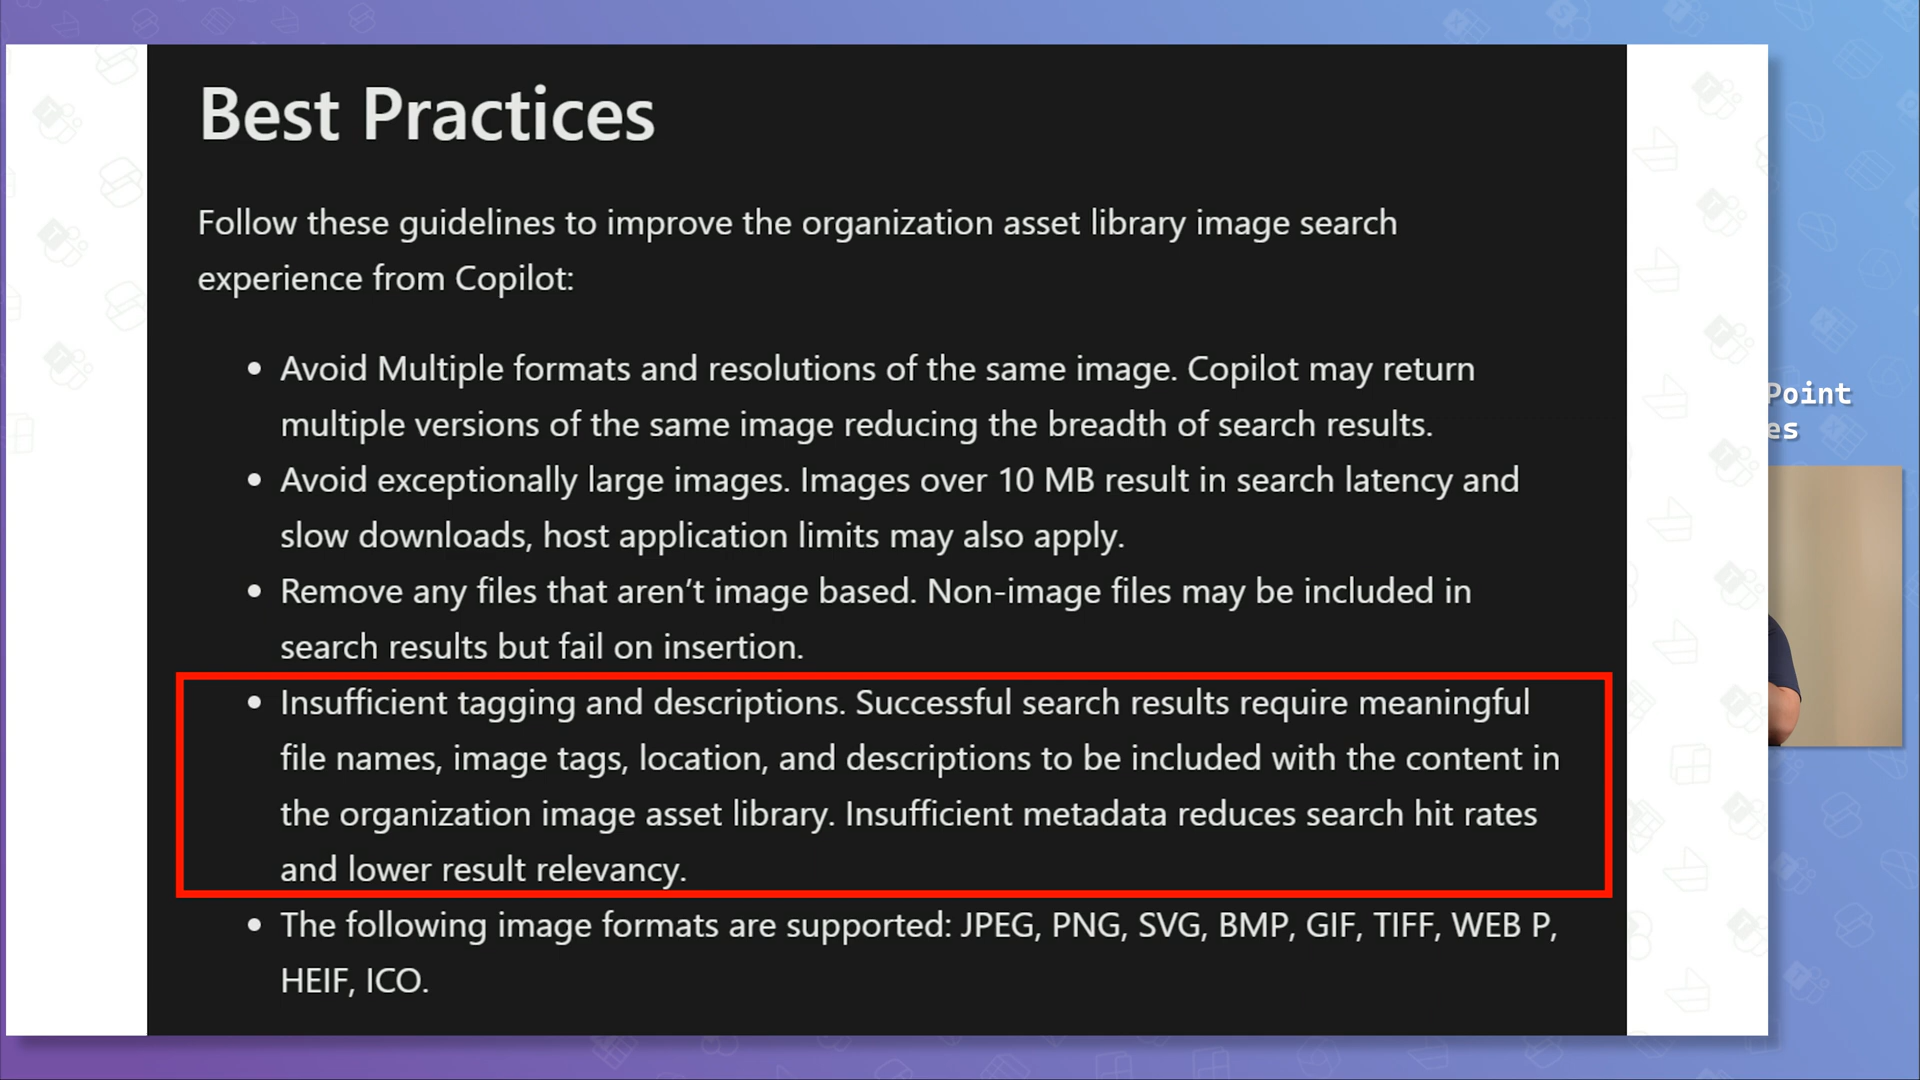 Best Practices
Follow these guidelines to improve the organization asset library image search
experience from Copilot:
• Avoid Multiple formats and resolutions of the same image. Copilot may return
multiple versions of the same image reducing the breadth of search results.
• Avoid exceptionally large images. Images over 10 MB result in search latency and
slow downloads, host application limits may also apply.
• Remove any files that aren’t image based. Non-image files may be included in
search results but fail on insertion.
• Insufficient tagging and descriptions. Successful search results require meaningful
file names, image tags, location, and descriptions to be included with the content in
the organization image asset library. Insufficient metadata reduces search hit rates
and lower result relevancy.
• The following image formats are supported: JPEG, PNG, SVG, BMP, GIF, TIFF, WEB P,
HEIF, ICO.
Point
es